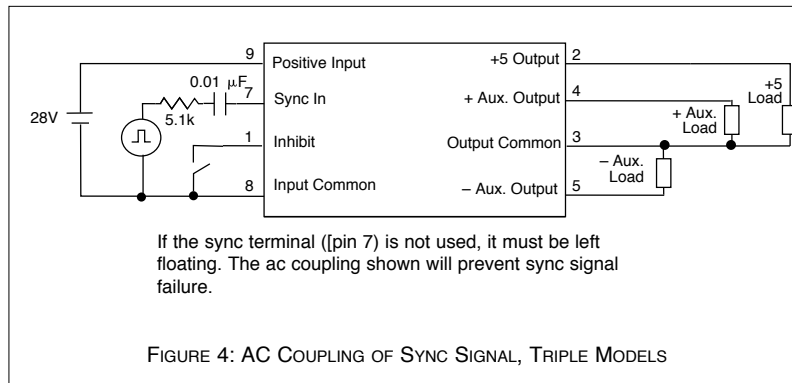 9
Positive Input
+5 Output
2
0.01 µF
7
Sync In
+ Aux. Output
4
+5
Load
28V
5.1k
+ Aux.
Load
1
Inhibit
Output Common
3
– Aux.
Load
8
Input Common
– Aux. Output
5
If the sync terminal ([pin 7) is not used, it must be left
floating. The ac coupling shown will prevent sync signal
failure.
FIGURE 4: AC COUPLING OF SYNC SIGNAL, TRIPLE MODELS